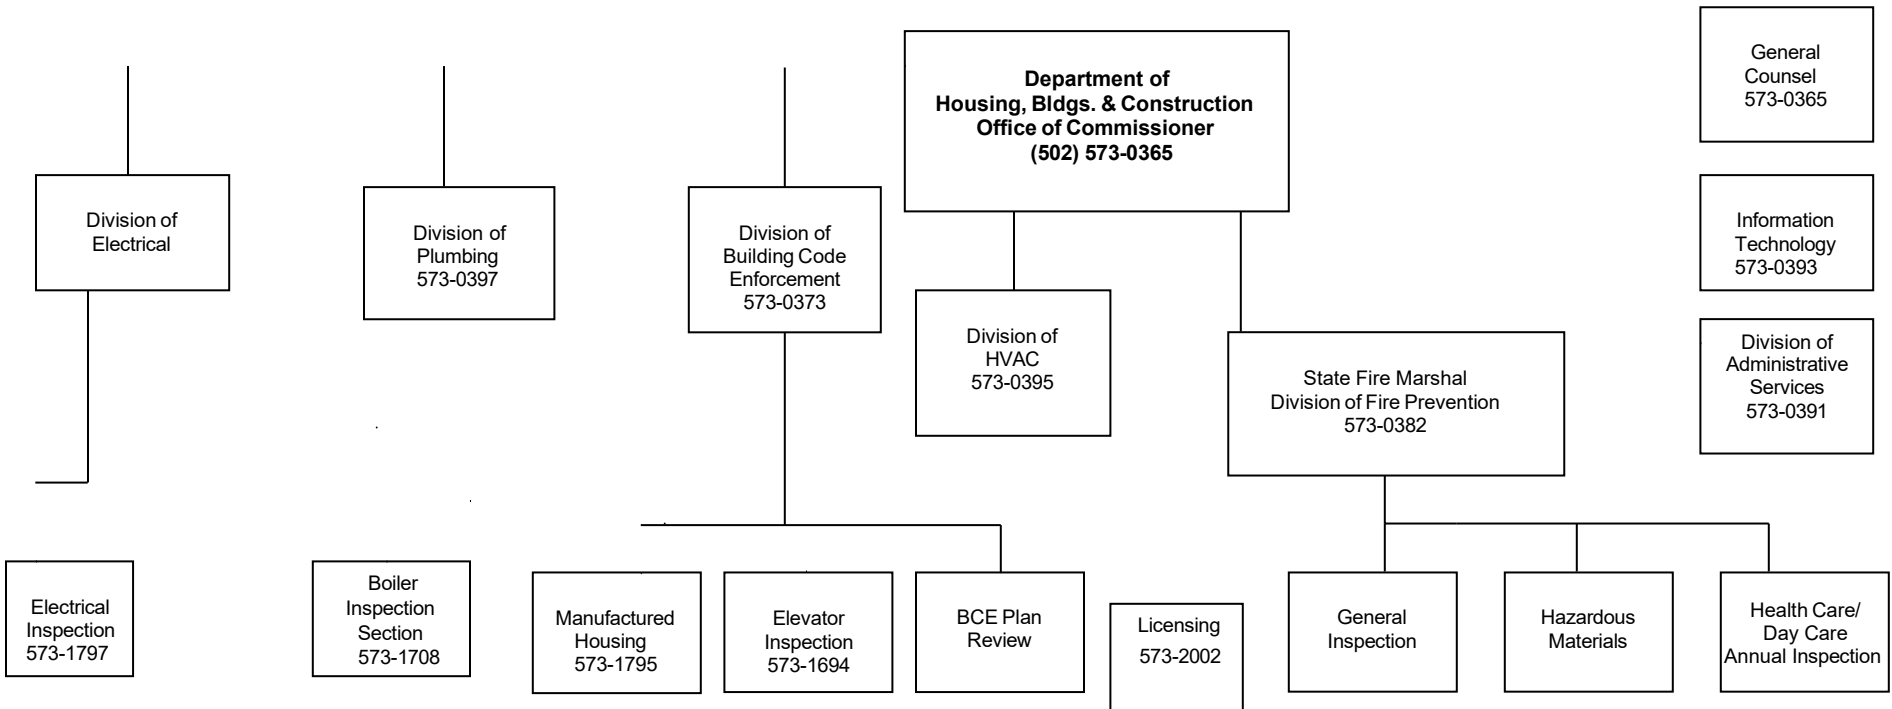 Department of
Housing, Bldgs. & Construction
Office of Commissioner
(502) 573-0365
General
Counsel
573-0365
Information
Technology
573-0393
Division of
Administrative
Services
573-0391
Division of
Electrical
Division of
Plumbing
573-0397
Division of
Building Code
Enforcement
573-0373
Division of
HVAC
573-0395
State Fire Marshal
Division of Fire Prevention
573-0382
Electrical
Inspection
573-1797
Boiler
Inspection
Section
573-1708
Manufactured
Housing
573-1795
Elevator
Inspection
573-1694
BCE Plan
Review
Licensing
573-2002
General
Inspection
Hazardous
Materials
Health Care/
Day Care
Annual Inspection